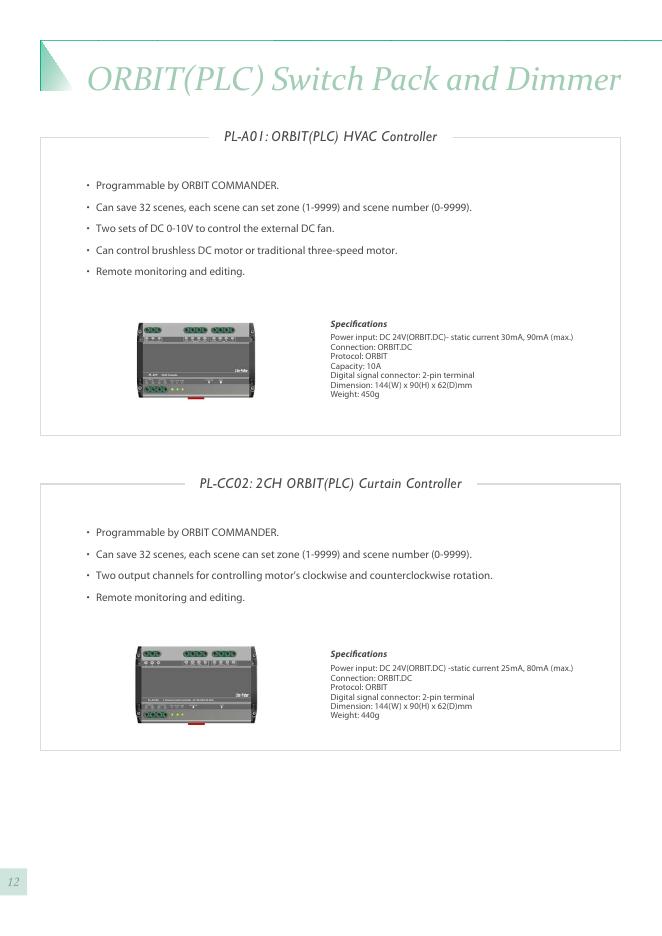 ORBIT(PLC) Switch Pack and Dimmer
PL-A01: ORBIT(PLC) HVAC Controller
• Programmable by ORBIT COMMANDER.
• Can save 32 scenes, each scene can set zone (1-9999) and scene number (0-9999).
• Two sets of DC 0-10V to control the external DC fan.
• Can control brushless DC motor or traditional three-speed motor.
• Remote monitoring and editing.
Specifications
Power input: DC 24V(ORBIT.DC)- static current 30mA, 90mA (max.)
Connection: ORBIT.DC
Protocol: ORBIT
Capacity: 10A
Digital signal connector: 2-pin terminal
Dimension: 144(W) x 90(H) x 62(D)mm
Weight: 450g
PL-CC02: 2CH ORBIT(PLC) Curtain Controller
• Programmable by ORBIT COMMANDER.
• Can save 32 scenes, each scene can set zone (1-9999) and scene number (0-9999).
• Two output channels for controlling motor's clockwise and counterclockwise rotation.
• Remote monitoring and editing.
Specifications
Power input: DC 24V(ORBIT.DC) -static current 25mA, 80mA (max.)
Connection: ORBIT.DC
Protocol: ORBIT
Digital signal connector: 2-pin terminal
Dimension: 144(W) x 90(H) x 62(D)mm
Weight: 440g
12